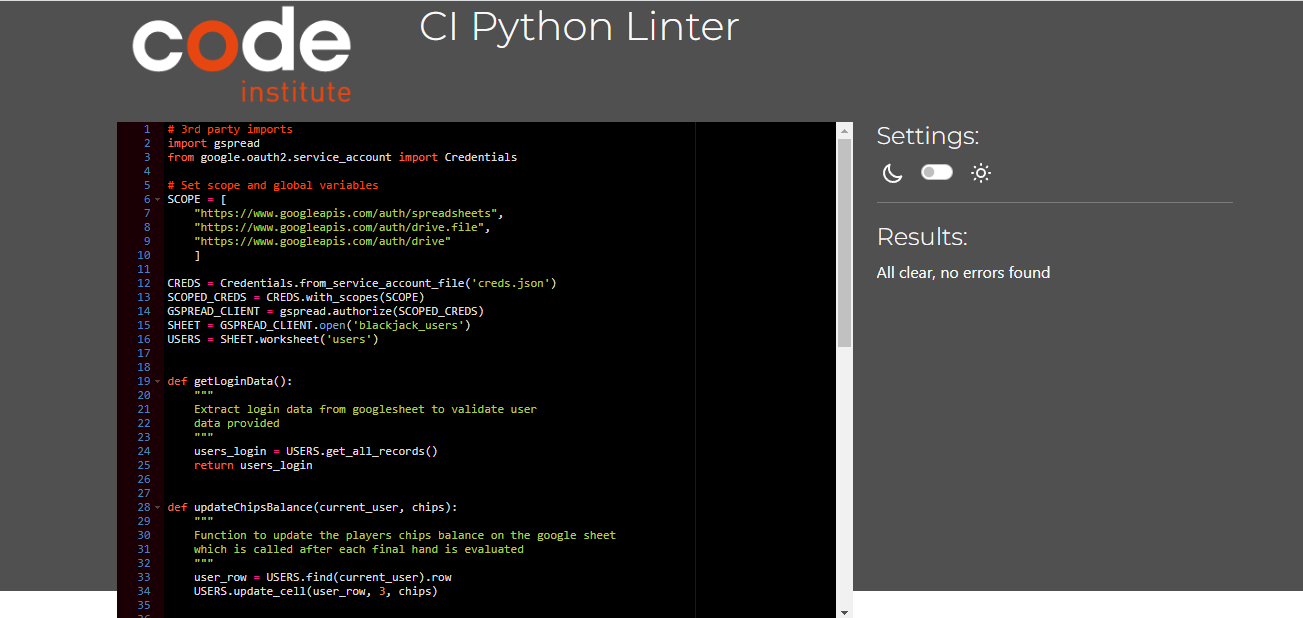 code
institute
CI Python Linter
1 # 3rd party imports
2 import gspread
3 from google.oauth2.service_account import Credentials
4
5 # Set scope and global variables
6 SCOPE = [
7     "https://www.googleapis.com/auth/spreadsheets",
8     "https://www.googleapis.com/auth/drive.file",
9     "https://www.googleapis.com/auth/drive"
10     ]
11
12 CREDS = Credentials.from_service_account_file('creds.json')
13 SCOPED_CREDS = CREDS.with_scopes(SCOPE)
14 GSPREAD_CLIENT = gspread.authorize(SCOPED_CREDS)
15 SHEET = GSPREAD_CLIENT.open('blackjack_users')
16 USERS = SHEET.worksheet('users')
17
18
19 def getLoginData():
20     """
21     Extract login data from googlesheet to validate user
22     data provided
23     """
24     users_login = USERS.get_all_records()
25     return users_login
26
27
28 def updateChipsBalance(current_user, chips):
29     """
30     Function to update the players chips balance on the google sheet
31     which is called after each final hand is evaluated
32     """
33     user_row = USERS.find(current_user).row
34     USERS.update_cell(user_row, 3, chips)
35
Settings:
Results:
All clear, no errors found